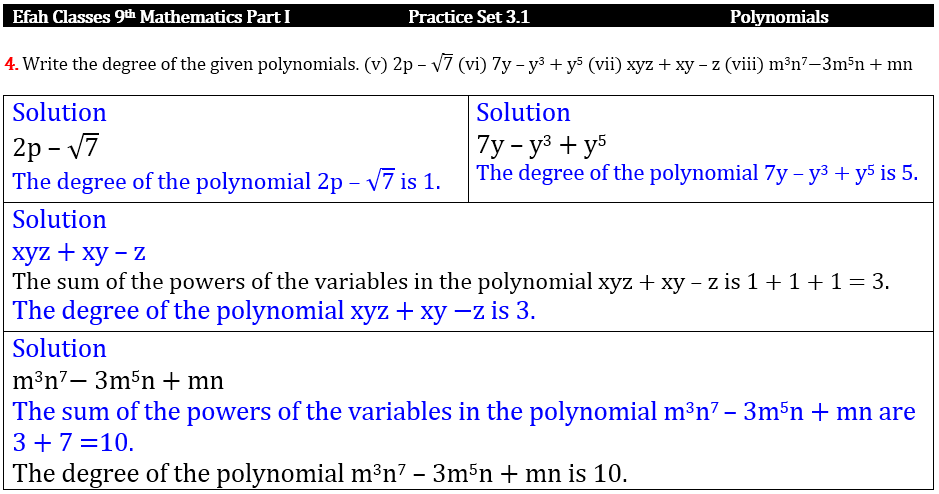 Efah Classes 9ᵗʰ Mathematics Part I Practice Set 3.1 Polynomials
4. Write the degree of the given polynomials. (v) 2p – √7 (vi) 7y – y³ + y⁵ (vii) xyz + xy – z (viii) m³n⁷–3m⁵n + mn
Solution
2p – √7
The degree of the polynomial 2p – √7 is 1.
Solution
7y – y³ + y⁵
The degree of the polynomial 7y – y³ + y⁵ is 5.
Solution
xyz + xy – z
The sum of the powers of the variables in the polynomial xyz + xy – z is 1 + 1 + 1 = 3.
The degree of the polynomial xyz + xy –z is 3.
Solution
m³n⁷– 3m⁵n + mn
The sum of the powers of the variables in the polynomial m³n⁷ – 3m⁵n + mn are
3 + 7 =10.
The degree of the polynomial m³n⁷ – 3m⁵n + mn is 10.